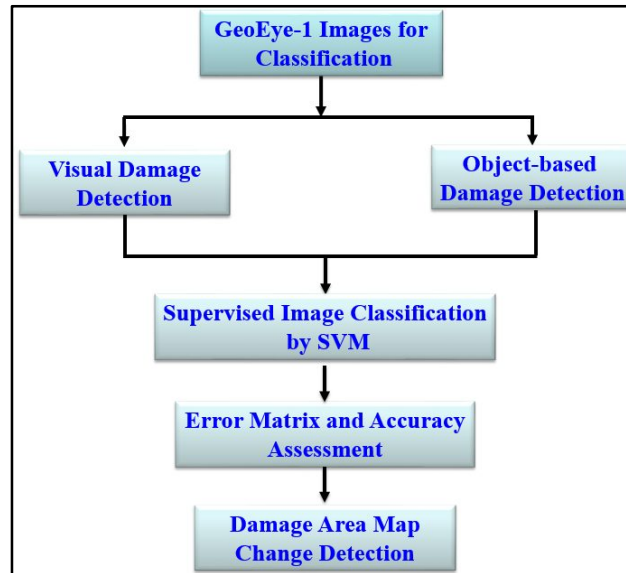 GeoEye-1 Images for
Classification
Visual Damage
Detection
Object-based
Damage Detection
Supervised Image Classification
by SVM
Error Matrix and Accuracy
Assessment
Damage Area Map
Change Detection